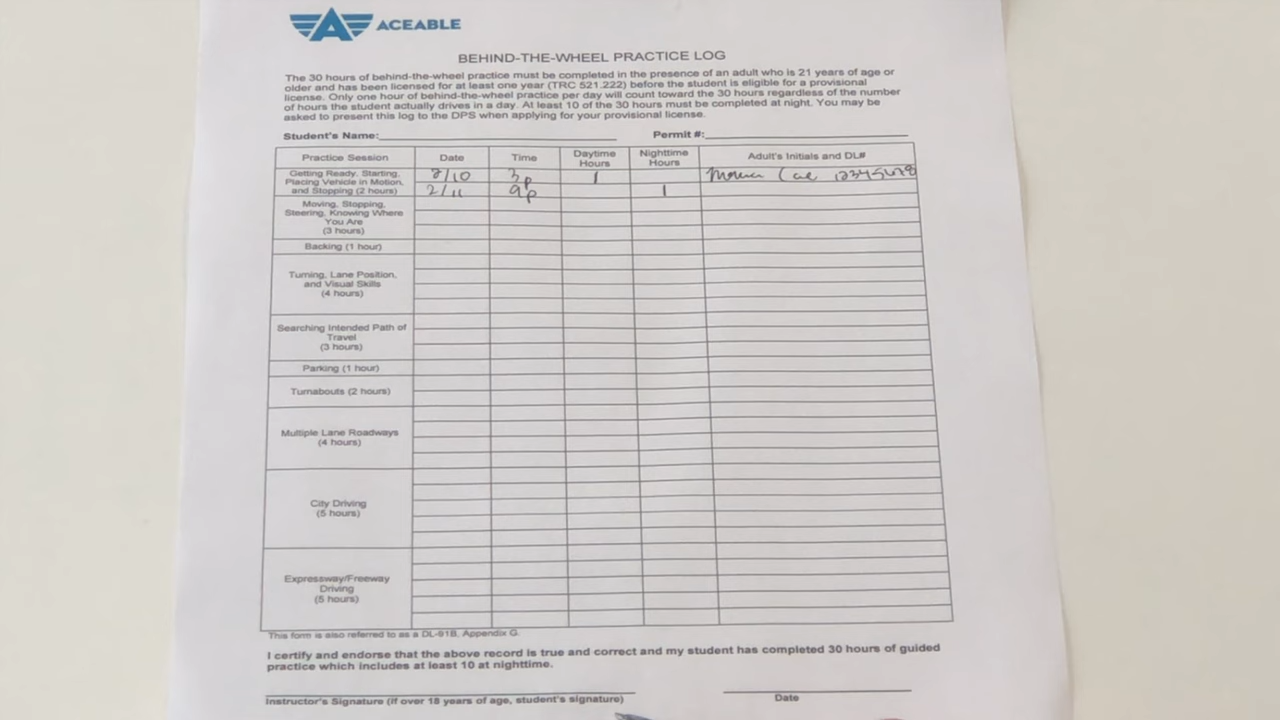 ACEABLE
BEHIND-THE-WHEEL PRACTICE LOG
The 30 hours of behind-the-wheel practice must be completed in the presence of an adult who is 21 years of age or
older and has been licensed for at least one year (TRC 521.222) before the student is eligible for a provisional
license. Only one hour of behind-the-wheel practice per day will count toward the 30 hours regardless of the number
of hours the student actually drives in a day. At least 10 of the 30 hours must be completed at night. You may be
asked to present this log to the DPS when applying for your provisional license.
Student's Name: Permit #:
Practice Session Date Time Daytime Hours Nighttime Hours Adult's Initials and DL#
Getting Ready, Starting,
Placing Vehicle in Motion,
and Stopping (2 hours)
2/10 3p 1
2/11 9p 1
Moving, Stopping,
Steering, Knowing Where
You Are
(3 hours)
Backing (1 hour)
Turning, Lane Position,
and Visual Skills
(4 hours)
Searching Intended Path of
Travel
(3 hours)
Parking (1 hour)
Turnabouts (2 hours)
Multiple Lane Roadways
(4 hours)
City Driving
(5 hours)
Expressway/Freeway
Driving
(5 hours)
This form is also referred to as a DL-91B, Appendix G.
I certify and endorse that the above record is true and correct and my student has completed 30 hours of guided
practice which includes at least 10 at nighttime.
Instructor's Signature (if over 18 years of age, student's signature) Date